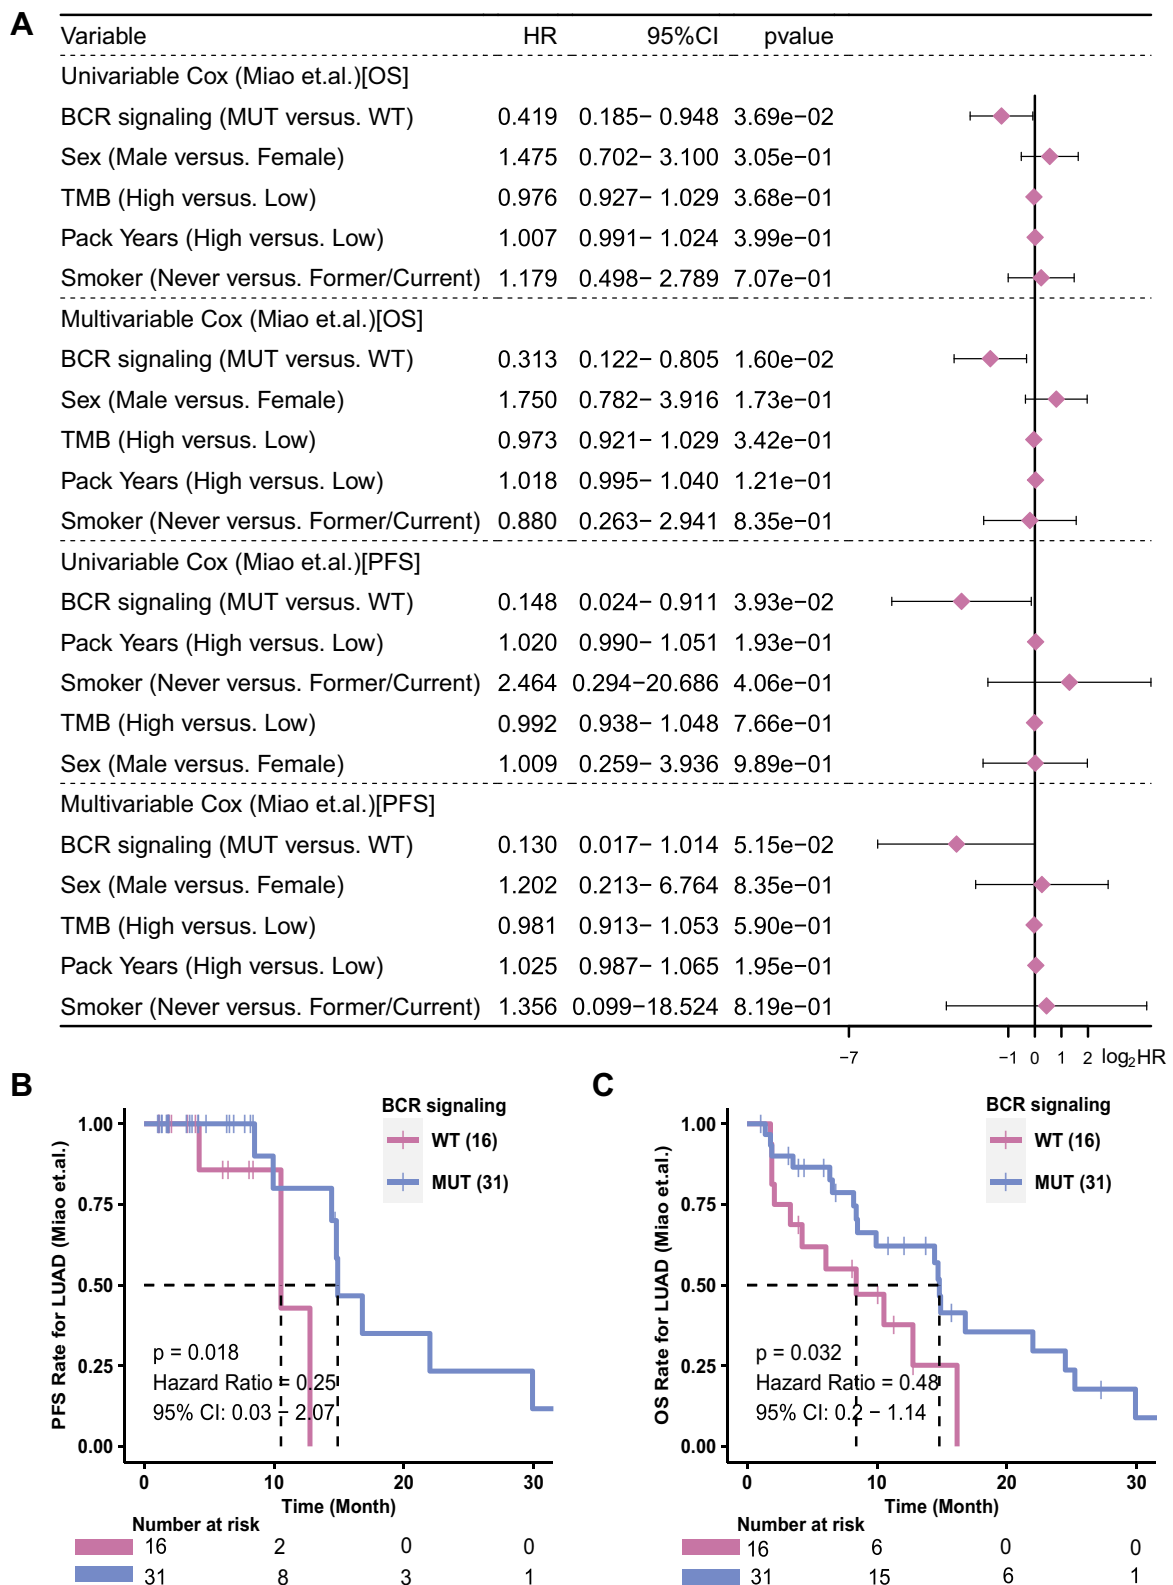 A
Variable HR 95%CI pvalue
Univariable Cox (Miao et.al.)[OS]
BCR signaling (MUT versus. WT) 0.419 0.185− 0.948 3.69e−02
Sex (Male versus. Female) 1.475 0.702− 3.100 3.05e−01
TMB (High versus. Low) 0.976 0.927− 1.029 3.68e−01
Pack Years (High versus. Low) 1.007 0.991− 1.024 3.99e−01
Smoker (Never versus. Former/Current) 1.179 0.498− 2.789 7.07e−01
Multivariable Cox (Miao et.al.)[OS]
BCR signaling (MUT versus. WT) 0.313 0.122− 0.805 1.60e−02
Sex (Male versus. Female) 1.750 0.782− 3.916 1.73e−01
TMB (High versus. Low) 0.973 0.921− 1.029 3.42e−01
Pack Years (High versus. Low) 1.018 0.995− 1.040 1.21e−01
Smoker (Never versus. Former/Current) 0.880 0.263− 2.941 8.35e−01
Univariable Cox (Miao et.al.)[PFS]
BCR signaling (MUT versus. WT) 0.148 0.024− 0.911 3.93e−02
Pack Years (High versus. Low) 1.020 0.990− 1.051 1.93e−01
Smoker (Never versus. Former/Current) 2.464 0.294−20.686 4.06e−01
TMB (High versus. Low) 0.992 0.938− 1.048 7.66e−01
Sex (Male versus. Female) 1.009 0.259− 3.936 9.89e−01
Multivariable Cox (Miao et.al.)[PFS]
BCR signaling (MUT versus. WT) 0.130 0.017− 1.014 5.15e−02
Sex (Male versus. Female) 1.202 0.213− 6.764 8.35e−01
TMB (High versus. Low) 0.981 0.913− 1.053 5.90e−01
Pack Years (High versus. Low) 1.025 0.987− 1.065 1.95e−01
Smoker (Never versus. Former/Current) 1.356 0.099−18.524 8.19e−01
−7 −1 0 1 2 log₂HR
B
BCR signaling
WT (16)
MUT (31)
PFS Rate for LUAD (Miao et.al.)
1.00
0.75
0.50
0.25
0.00
p = 0.018
Hazard Ratio = 0.25
95% CI: 0.03 − 2.07
0 10 20 30
Time (Month)
Number at risk
16 2 0 0
31 8 3 1
C
BCR signaling
WT (16)
MUT (31)
OS Rate for LUAD (Miao et.al.)
1.00
0.75
0.50
0.25
0.00
p = 0.032
Hazard Ratio = 0.48
95% CI: 0.2 − 1.14
0 10 20 30
Time (Month)
Number at risk
16 6 0 0
31 15 6 1